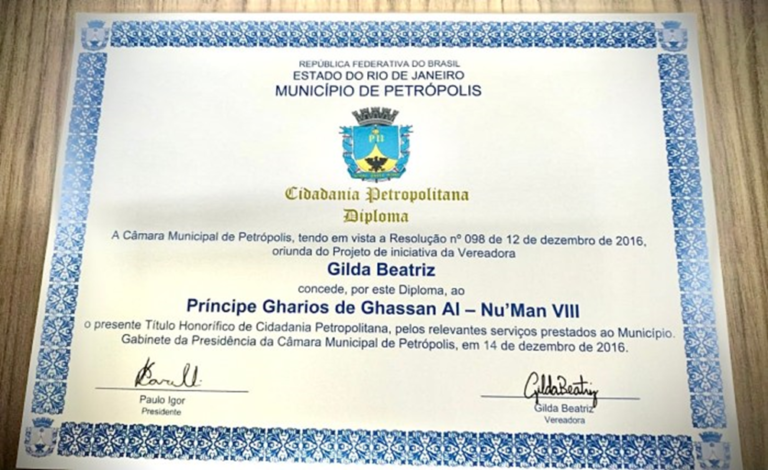 REPÚBLICA FEDERATIVA DO BRASIL
ESTADO DO RIO DE JANEIRO
MUNICÍPIO DE PETRÓPOLIS
Cidadania Petropolitana
Diploma
A Câmara Municipal de Petrópolis, tendo em vista a Resolução nº 098 de 12 de dezembro de 2016,
oriunda do Projeto de iniciativa da Vereadora
Gilda Beatriz
concede, por este Diploma, ao
Príncipe Gharios de Ghassan Al – Nu'Man VIII
o presente Título Honorífico de Cidadania Petropolitana, pelos relevantes serviços prestados ao Município.
Gabinete da Presidência da Câmara Municipal de Petrópolis, em 14 de dezembro de 2016.
GildaBeatriz
Paulo Igor
Presidente
Gilda Beatriz
Vereadora